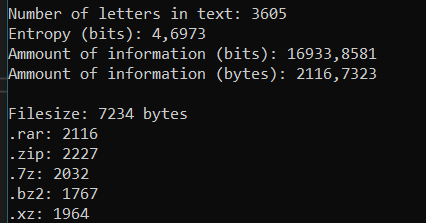 Number of letters in text: 3605
Entropy (bits): 4,6973
Ammount of information (bits): 16933,8581
Ammount of information (bytes): 2116,7323
Filesize: 7234 bytes
.rar: 2116
.zip: 2227
.7z: 2032
.bz2: 1767
.xz: 1964